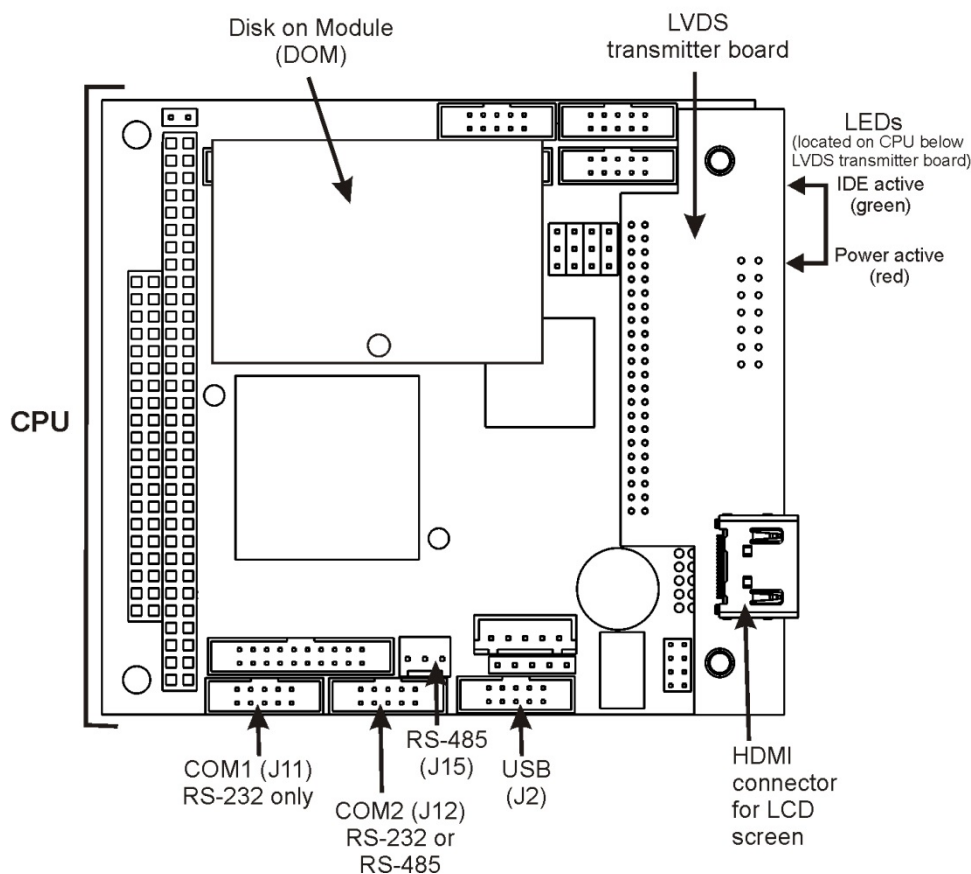 Disk on Module
(DOM)
LVDS
transmitter board
LEDs
(located on CPU below
LVDS transmitter board)
IDE active
(green)
Power active
(red)
CPU
COM1 (J11)
RS-232 only
COM2 (J12)
RS-232 or
RS-485
RS-485
(J15)
USB
(J2)
HDMI
connector
for LCD
screen